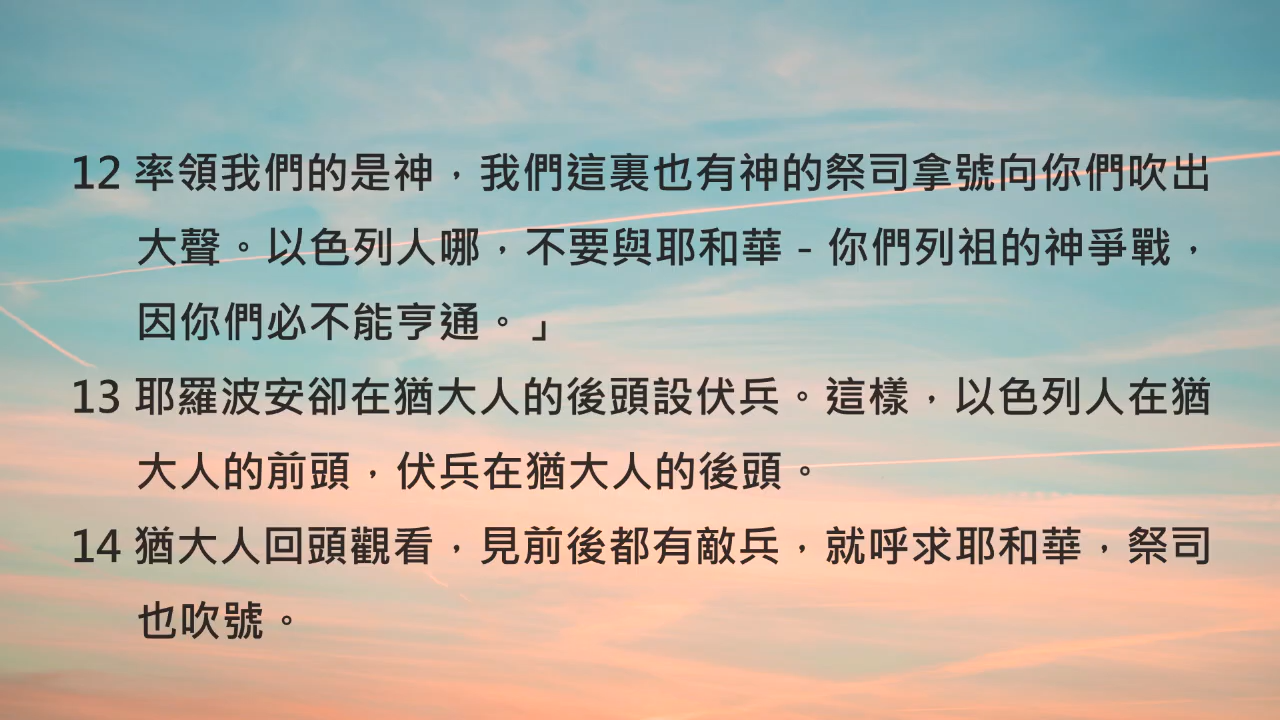 12 率領我們的是神，我們這裏也有神的祭司拿號向你們吹出
大聲。以色列人哪，不要與耶和華－你們列祖的神爭戰，
因你們必不能亨通。」
13 耶羅波安卻在猶大人的後頭設伏兵。這樣，以色列人在猶
大人的前頭，伏兵在猶大人的後頭。
14 猶大人回頭觀看，見前後都有敵兵，就呼求耶和華，祭司
也吹號。